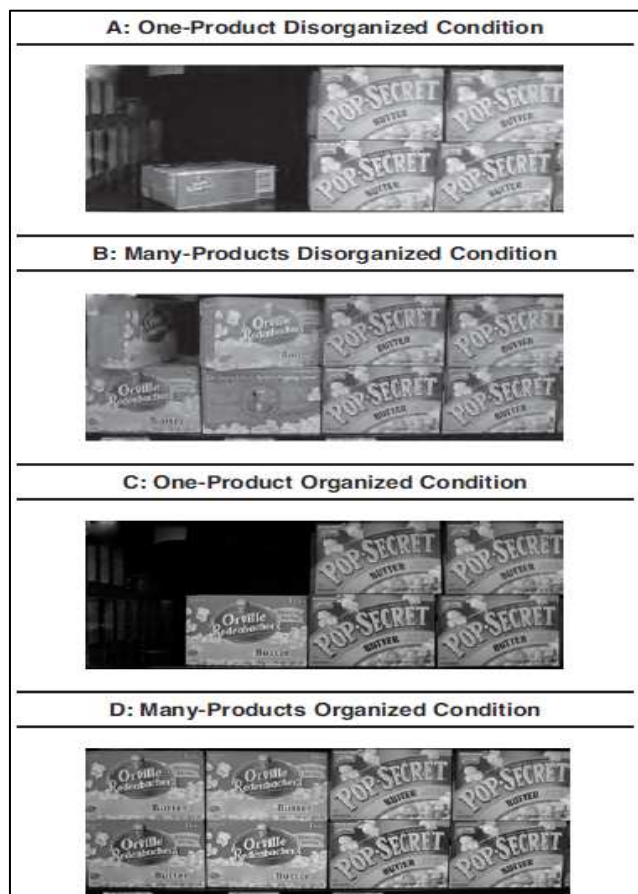 A: One-Product Disorganized Condition
POP-SECRET POP-SECRET
BUTTER BUTTER
POP-SECRET POP-SECRET
BUTTER BUTTER
B: Many-Products Disorganized Condition
Orville Redenbacher's POP-SECRET POP-SECRET
BUTTER BUTTER
Orville Redenbacher's POP-SECRET POP-SECRET
Butter BUTTER BUTTER
C: One-Product Organized Condition
POP-SECRET POP-SECRET
BUTTER BUTTER
Orville Redenbacher's POP-SECRET POP-SECRET
Butter BUTTER BUTTER
D: Many-Products Organized Condition
Orville Redenbacher's Orville Redenbacher's POP-SECRET POP-SECRET
Butter Butter BUTTER BUTTER
Orville Redenbacher's Orville Redenbacher's POP-SECRET POP-SECRET
Butter Butter BUTTER BUTTER